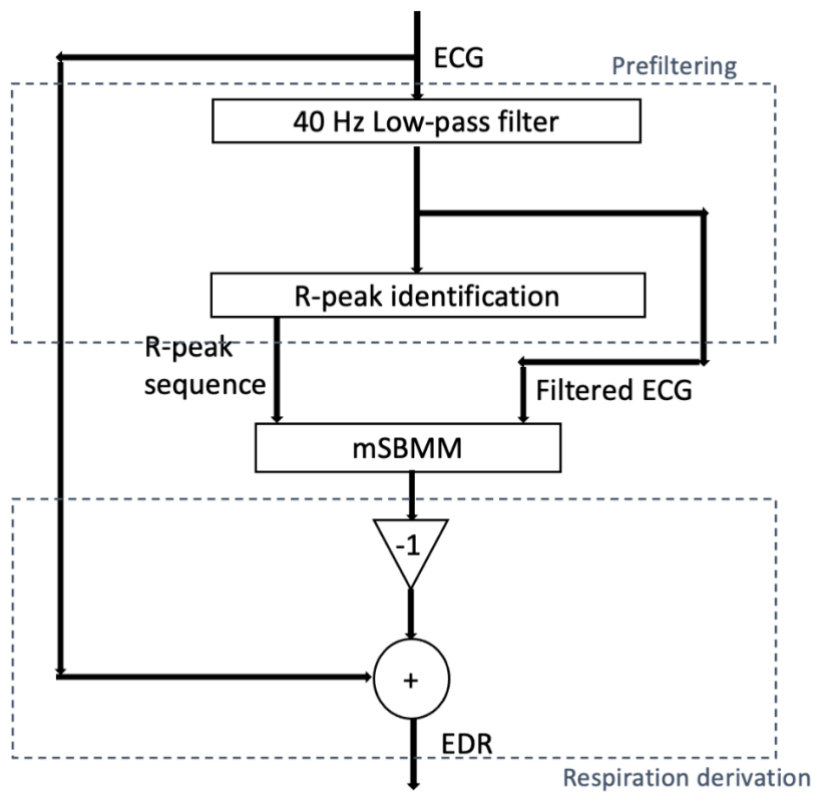 ECG
Prefiltering
40 Hz Low-pass filter
R-peak identification
R-peak
sequence
Filtered ECG
mSBMM
-1
+
EDR
Respiration derivation